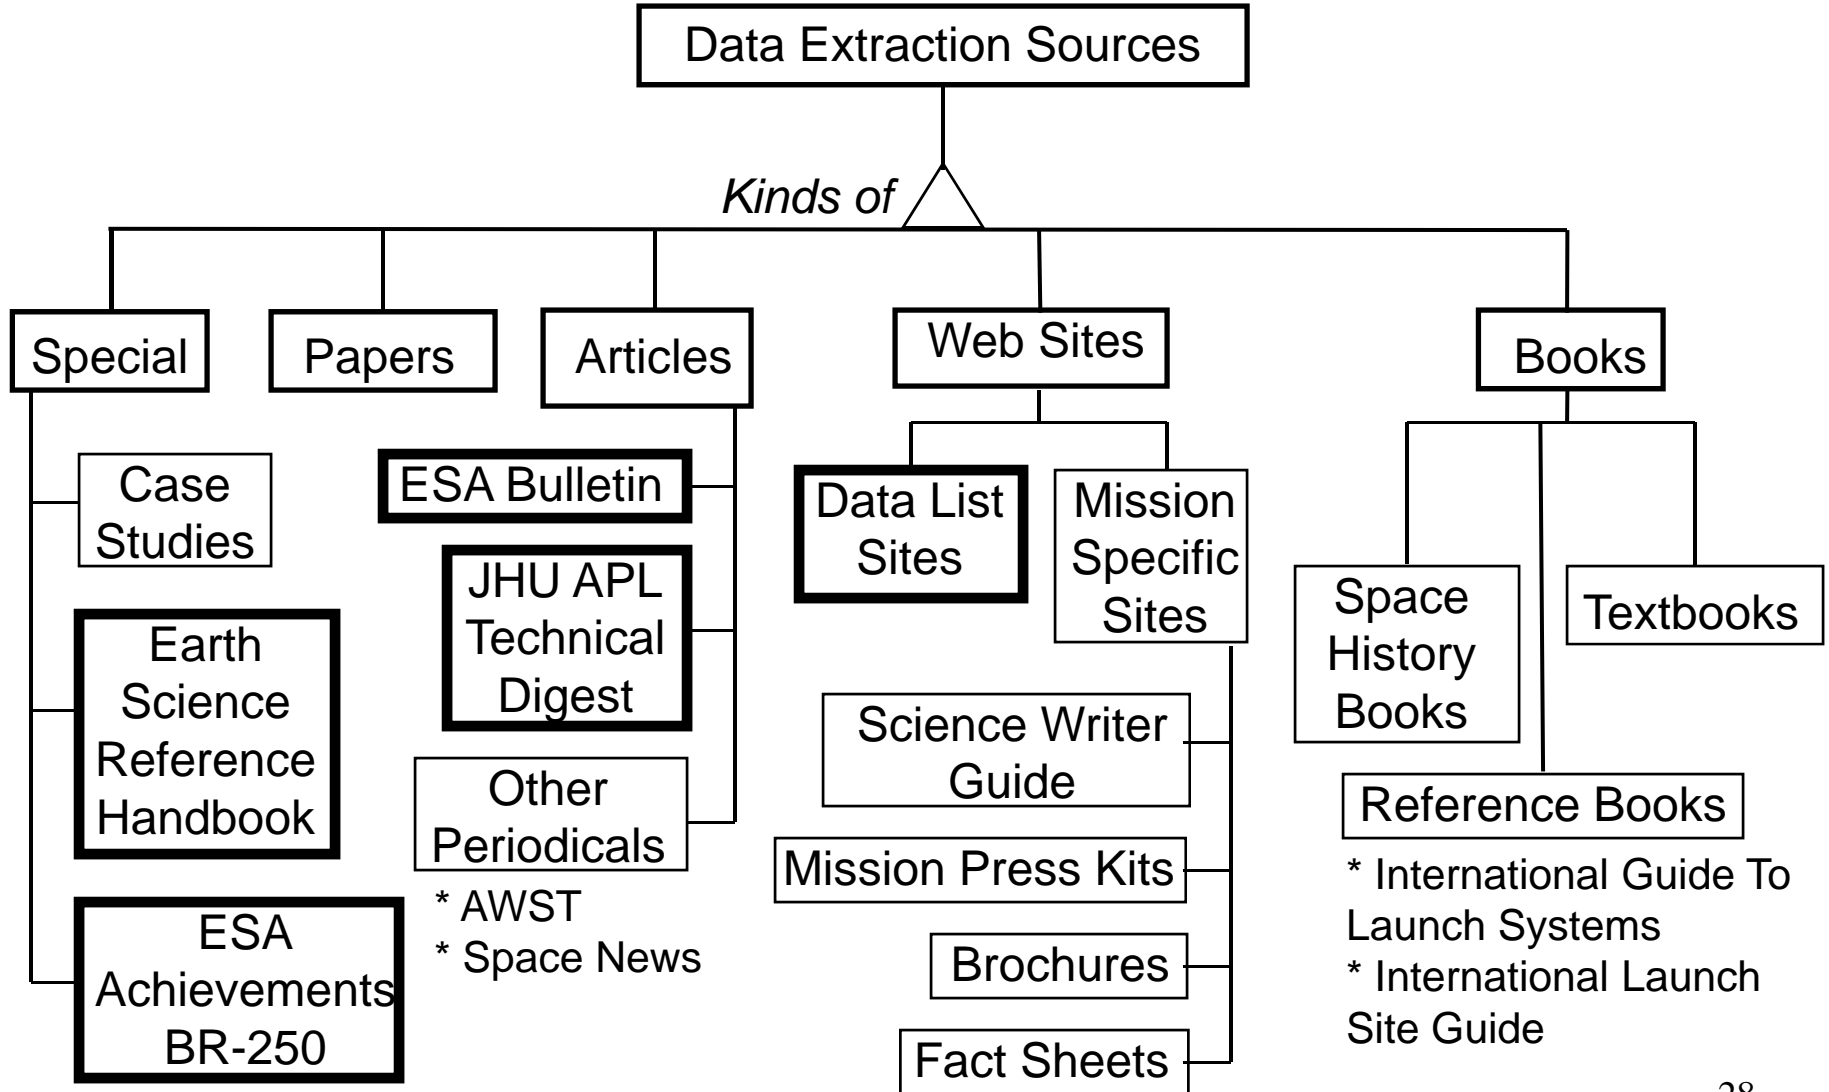 Data Extraction Sources
Kinds of
Special
Papers
Articles
Web Sites
Books
Case
Studies
Earth
Science
Reference
Handbook
ESA
Achievements
BR-250
ESA Bulletin
JHU APL
Technical
Digest
Other
Periodicals
* AWST
* Space News
Data List
Sites
Mission
Specific
Sites
Science Writer
Guide
Mission Press Kits
Brochures
Fact Sheets
Space
History
Books
Textbooks
Reference Books
* International Guide To
Launch Systems
* International Launch
Site Guide
28